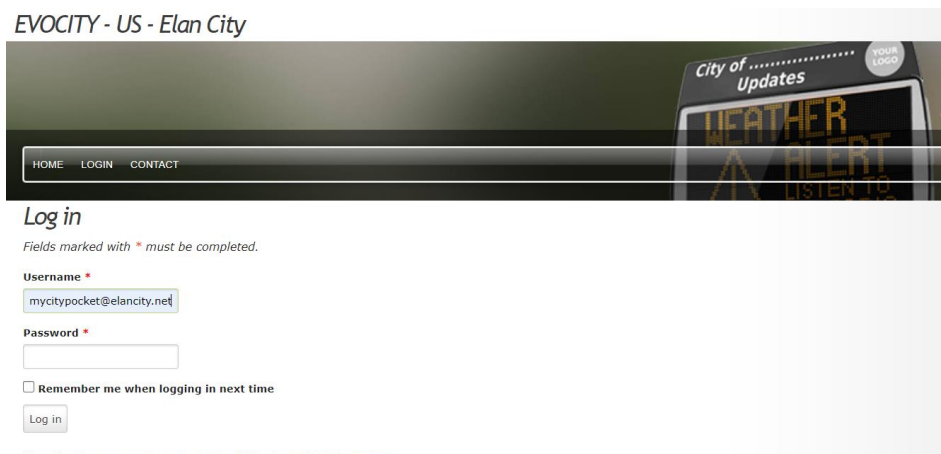 EVOCITY - US - Elan City
City of ..................
Updates
YOUR
LOGO
WEATHER
ALERT
LISTEN TO
HOME LOGIN CONTACT
Log in
Fields marked with * must be completed.
Username *
mycitypocket@elancity.net
Password *
Remember me when logging in next time
Log in